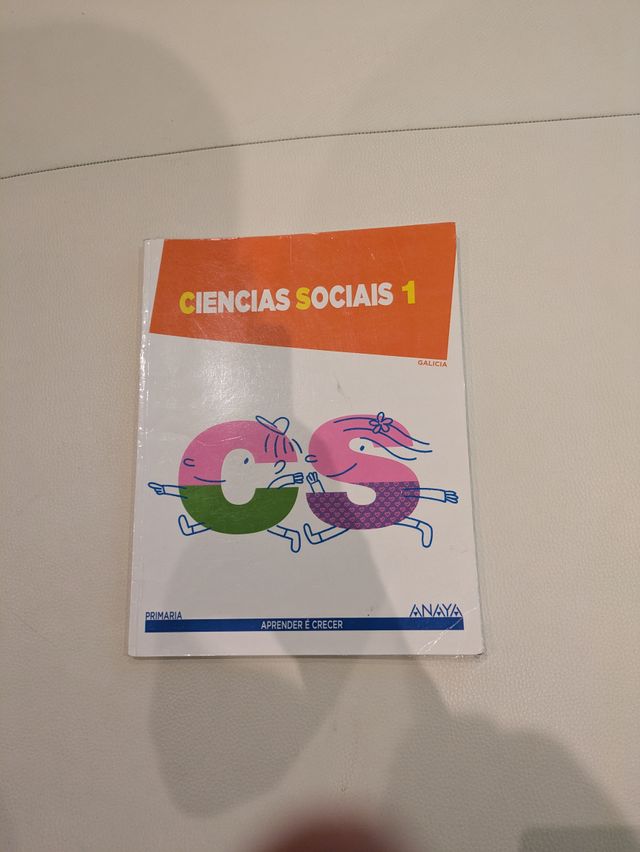 CIENCIAS SOCIAIS 1
GALICIA
CS
PRIMARIA
ANAYA
APRENDER É CRECER